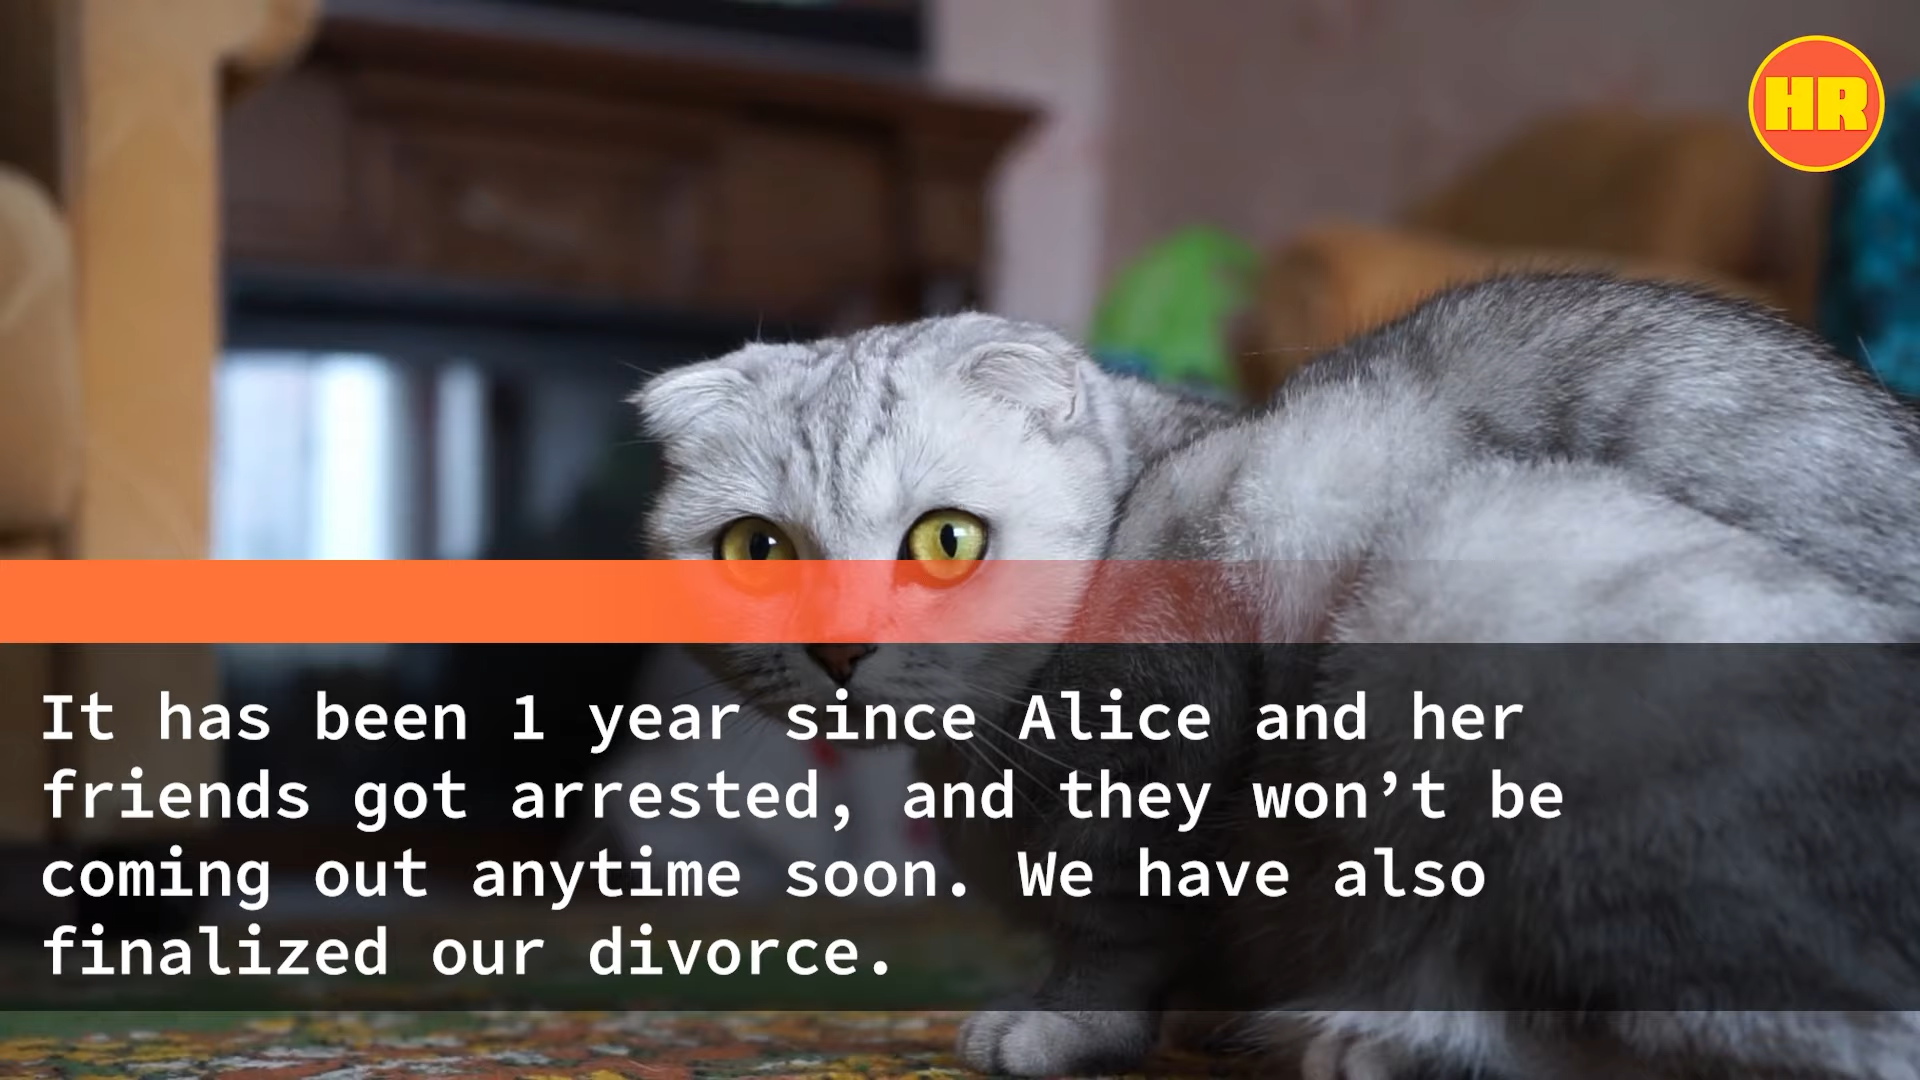 HR
It has been 1 year since Alice and her
friends got arrested, and they won’t be
coming out anytime soon. We have also
finalized our divorce.